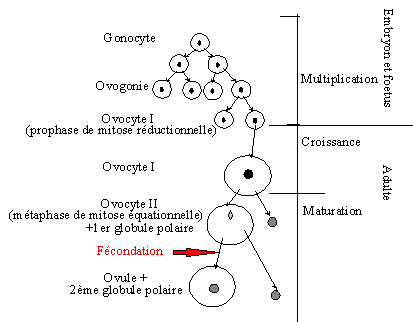 Gonocyte
Ovogonie
Ovocyte I
(prophase de mitose réductionnelle)
Ovocyte I
Ovocyte II
(métaphase de mitose équationnelle)
+1er globule polaire
Fécondation
Ovule +
2ème globule polaire
Multiplication
Croissance
Maturation
Embryon et foetus
Adulte